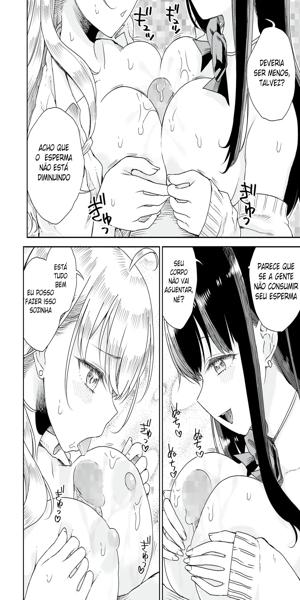 DEVERIA
SER MENOS,
TALVEZ?
ACHO QUE
O ESPERMA
NÃO ESTÁ
DIMINUINDO
PARECE QUE
SE A GENTE
NÃO CONSUMIR
SEU ESPERMA
SEU
CORPO NÃO
VAI
AGUENTAR,
NÉ?
ESTÁ
TUDO
BEM
EU POSSO
FAZER ISSO
SOZINHA